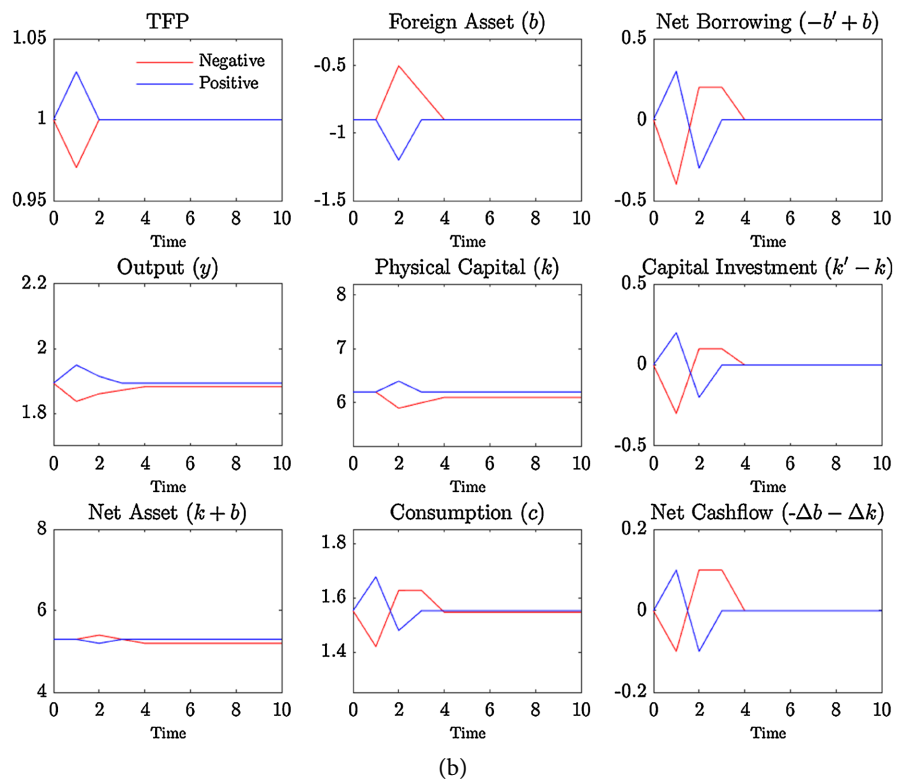 TFP
1.05
1
0.95
Negative
Positive
0 2 4 6 8 10
Time
Foreign Asset (b)
-0.5
-1
-1.5
0 2 4 6 8 10
Time
Net Borrowing (−b′ + b)
0.5
0
-0.5
0 2 4 6 8 10
Time
Output (y)
2.2
2
1.8
0 2 4 6 8 10
Time
Physical Capital (k)
8
7
6
0 2 4 6 8 10
Time
Capital Investment (k′ − k)
0.5
0
-0.5
0 2 4 6 8 10
Time
Net Asset (k + b)
8
6
4
0 2 4 6 8 10
Time
Consumption (c)
1.8
1.6
1.4
0 2 4 6 8 10
Time
Net Cashflow (-Δb − Δk)
0.2
0
-0.2
0 2 4 6 8 10
Time
(b)